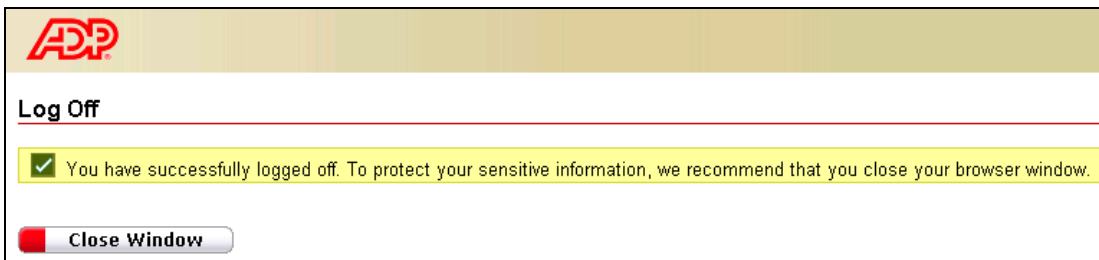 ADP
Log Off
You have successfully logged off. To protect your sensitive information, we recommend that you close your browser window.
Close Window